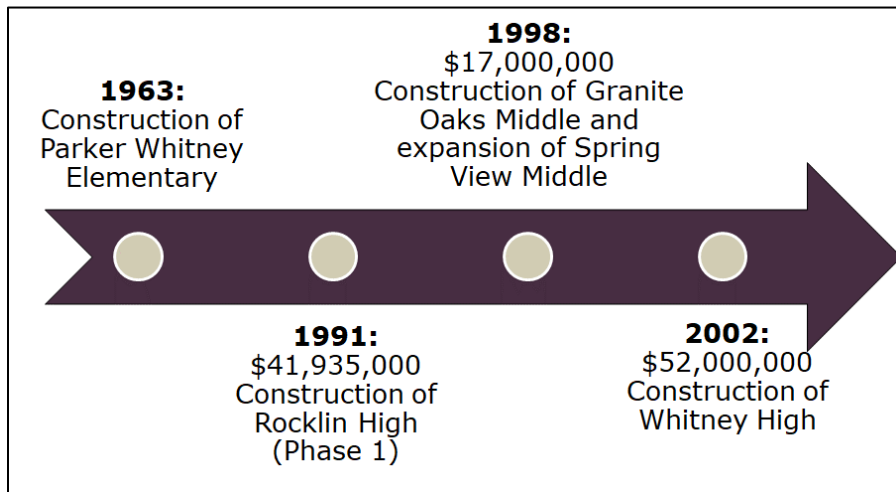 1963:
Construction of
Parker Whitney
Elementary
1991:
$41,935,000
Construction of
Rocklin High
(Phase 1)
1998:
$17,000,000
Construction of Granite
Oaks Middle and
expansion of Spring
View Middle
2002:
$52,000,000
Construction of
Whitney High